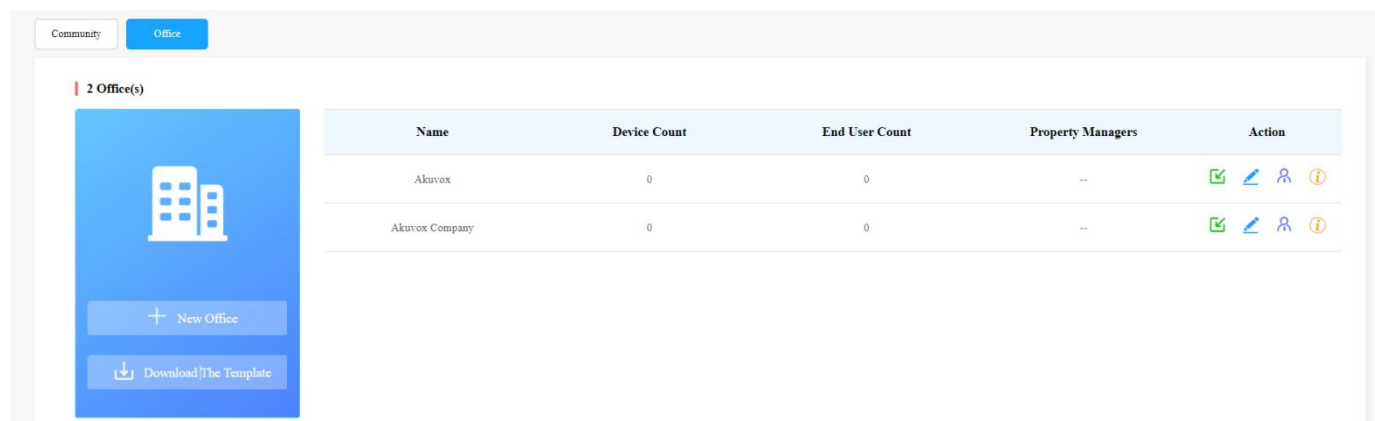 Community Office
2 Office(s)
Name Device Count End User Count Property Managers Action
Akuvox 0 0 --
Akuvox Company 0 0 --
New Office
Download The Template